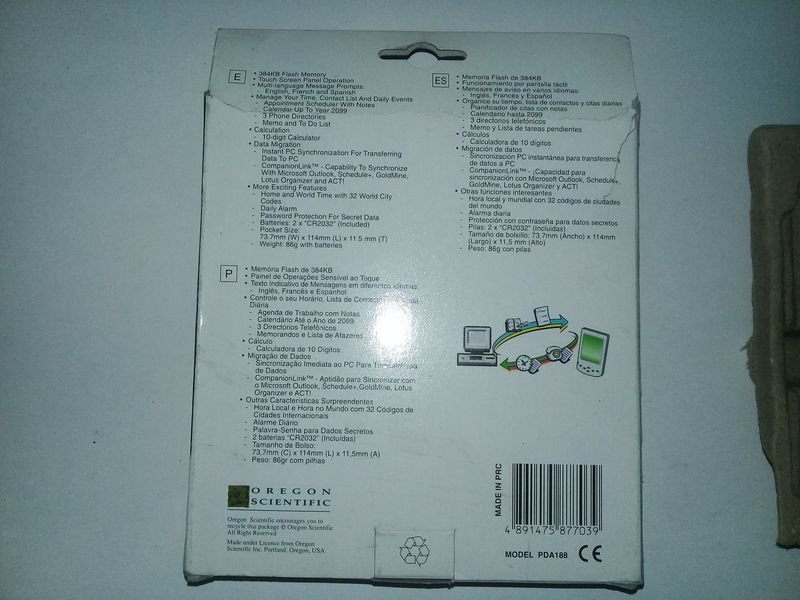 E
• 384KB Flash Memory
• Touch Screen Panel Operation
• Multi-language Message Prompts:
- English, French and Spanish
• Manage Your Time, Contact List And Daily Events
- Appointment Scheduler With Notes
- Calendar Up To Year 2099
- 3 Phone Directories
- Memo and To Do List
• Calculation
- 10-digit Calculator
• Data Migration
- Instant PC Synchronization For Transferring
Data To PC
- CompanionLink™ - Capability To Synchronize
With Microsoft Outlook, Schedule+, GoldMine,
Lotus Organizer and ACT!
• More Exciting Features
- Home and World Time with 32 World City
Codes
- Daily Alarm
- Password Protection For Secret Data
- Batteries: 2 x "CR2032" (Included)
- Pocket Size:
73.7mm (W) x 114mm (L) x 11.5 mm (T)
- Weight: 86g with batteries
ES
• Memoria Flash de 384KB
• Funcionamiento por pantalla táctil
• Mensajes de aviso en varios idiomas:
- Inglés, Francés y Español
• Organice su tiempo, lista de contactos y citas diarias
- Planificador de citas con notas
- Calendario hasta 2099
- 3 directorios telefónicos
- Memo y Lista de tareas pendientes
• Cálculos
- Calculadora de 10 dígitos
• Migración de datos
- Sincronización PC instantánea para transferencia
de datos a PC
- CompanionLink™ - ¡Capacidad para
sincronización con Microsoft Outlook, Schedule+,
GoldMine, Lotus Organizer y ACT!
• Otras funciones interesantes
- Hora local y mundial con 32 códigos de ciudades
del mundo
- Alarma diaria
- Protección con contraseña para datos secretos
- Pilas: 2 x "CR2032" (Incluidas)
- Tamaño de bolsillo: 73,7mm (Ancho) x 114mm
(Largo) x 11,5 mm (Alto)
- Peso: 86g con pilas
P
• Memória Flash de 384KB
• Painel de Operações Sensível ao Toque
• Texto Indicativo de Mensagens em diferentes idiomas:
- Inglês, Francês e Espanhol
• Controle o seu Horário, Lista de
Diária
- Agenda de Trabalho com Notas
- Calendário Até o Ano de 2099
- 3 Directórios Telefônicos
- Memorandos e Lista de Afazeres
• Cálculo
- Calculadora de 10 Dígitos
• Migração de Dados
- Sincronização Imediata ao PC Para Transferência
de Dados
- CompanionLink™ - Aptidão para Sincronizar com
o Microsoft Outlook, Schedule+,GoldMine, Lotus
Organizer e ACT!
• Outras Características Surpreendentes
- Hora Local e Hora no Mundo com 32 Códigos de
Cidades Internacionais
- Alarme Diário
- Palavra-Senha para Dados Secretos
- 2 baterias "CR2032" (Incluídas)
- Tamanho de Bolso:
73,7mm (C) x 114mm (L) x 11,5mm (A)
- Peso: 86gr com pilhas
OREGON
SCIENTIFIC
Oregon Scientific encourages you to
recycle this package © Oregon Scientific
All Right Reserved
Made under Licence from Oregon
Scientific Inc. Portland, Oregon, USA
MADE IN PRC
4 891475 877039
MODEL PDA188 CE